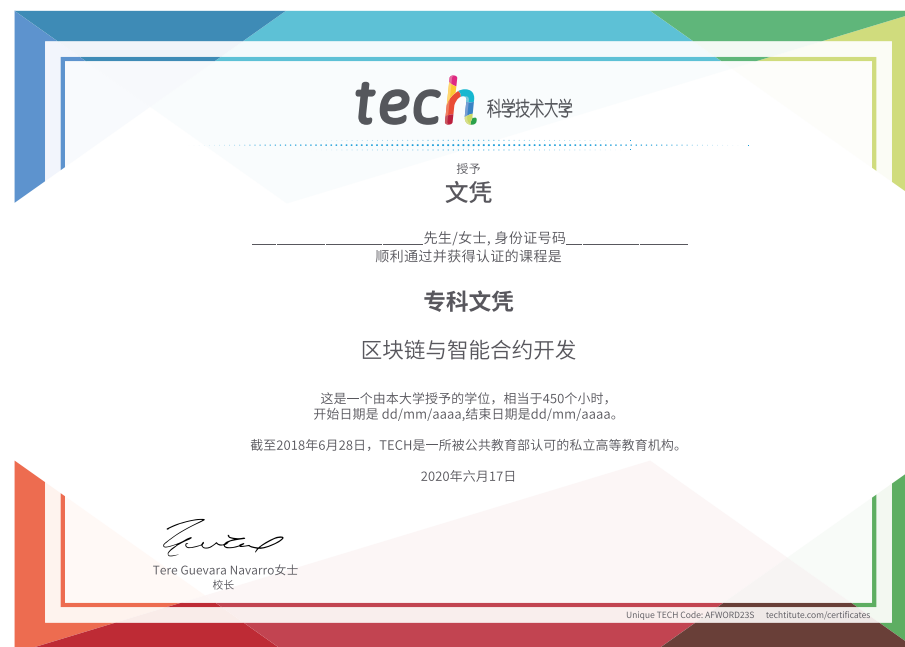 tech 科学技术大学
授予
文凭
_______________________先生/女士, 身份证号码________________
顺利通过并获得认证的课程是
专科文凭
区块链与智能合约开发
这是一个由本大学授予的学位，相当于450个小时，
开始日期是 dd/mm/aaaa,结束日期是dd/mm/aaaa。
截至2018年6月28日，TECH是一所被公共教育部认可的私立高等教育机构。
2020年六月17日
Tere Guevara Navarro女士
校长
Unique TECH Code: AFWORD23S techtitute.com/certificates